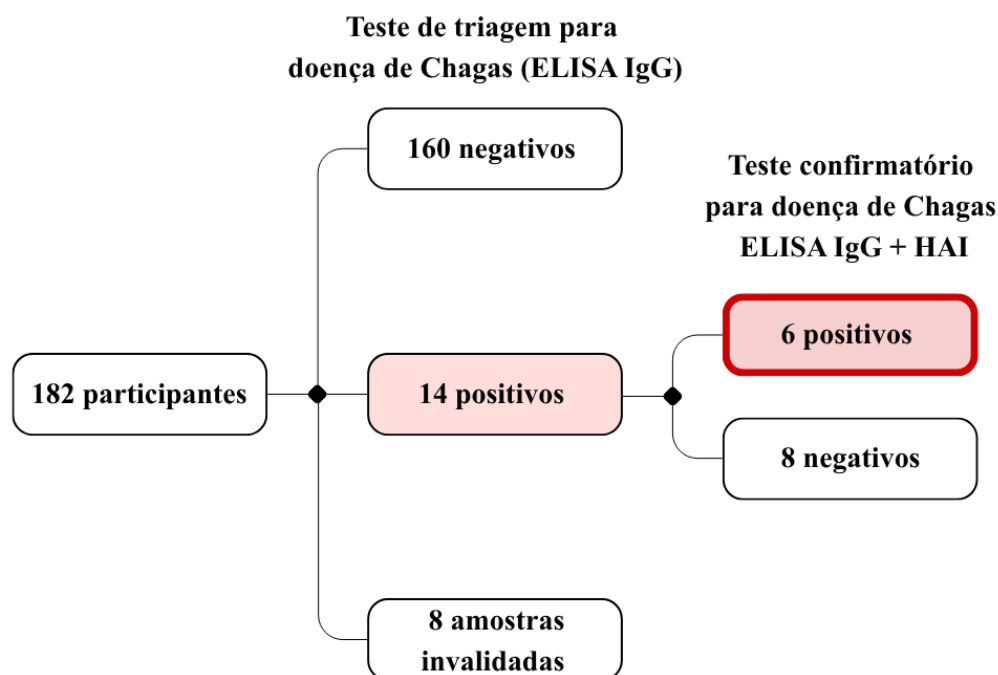 Teste de triagem para
doença de Chagas (ELISA IgG)
160 negativos
Teste confirmatório
para doença de Chagas
ELISA IgG + HAI
6 positivos
182 participantes
14 positivos
8 negativos
8 amostras
invalidadas